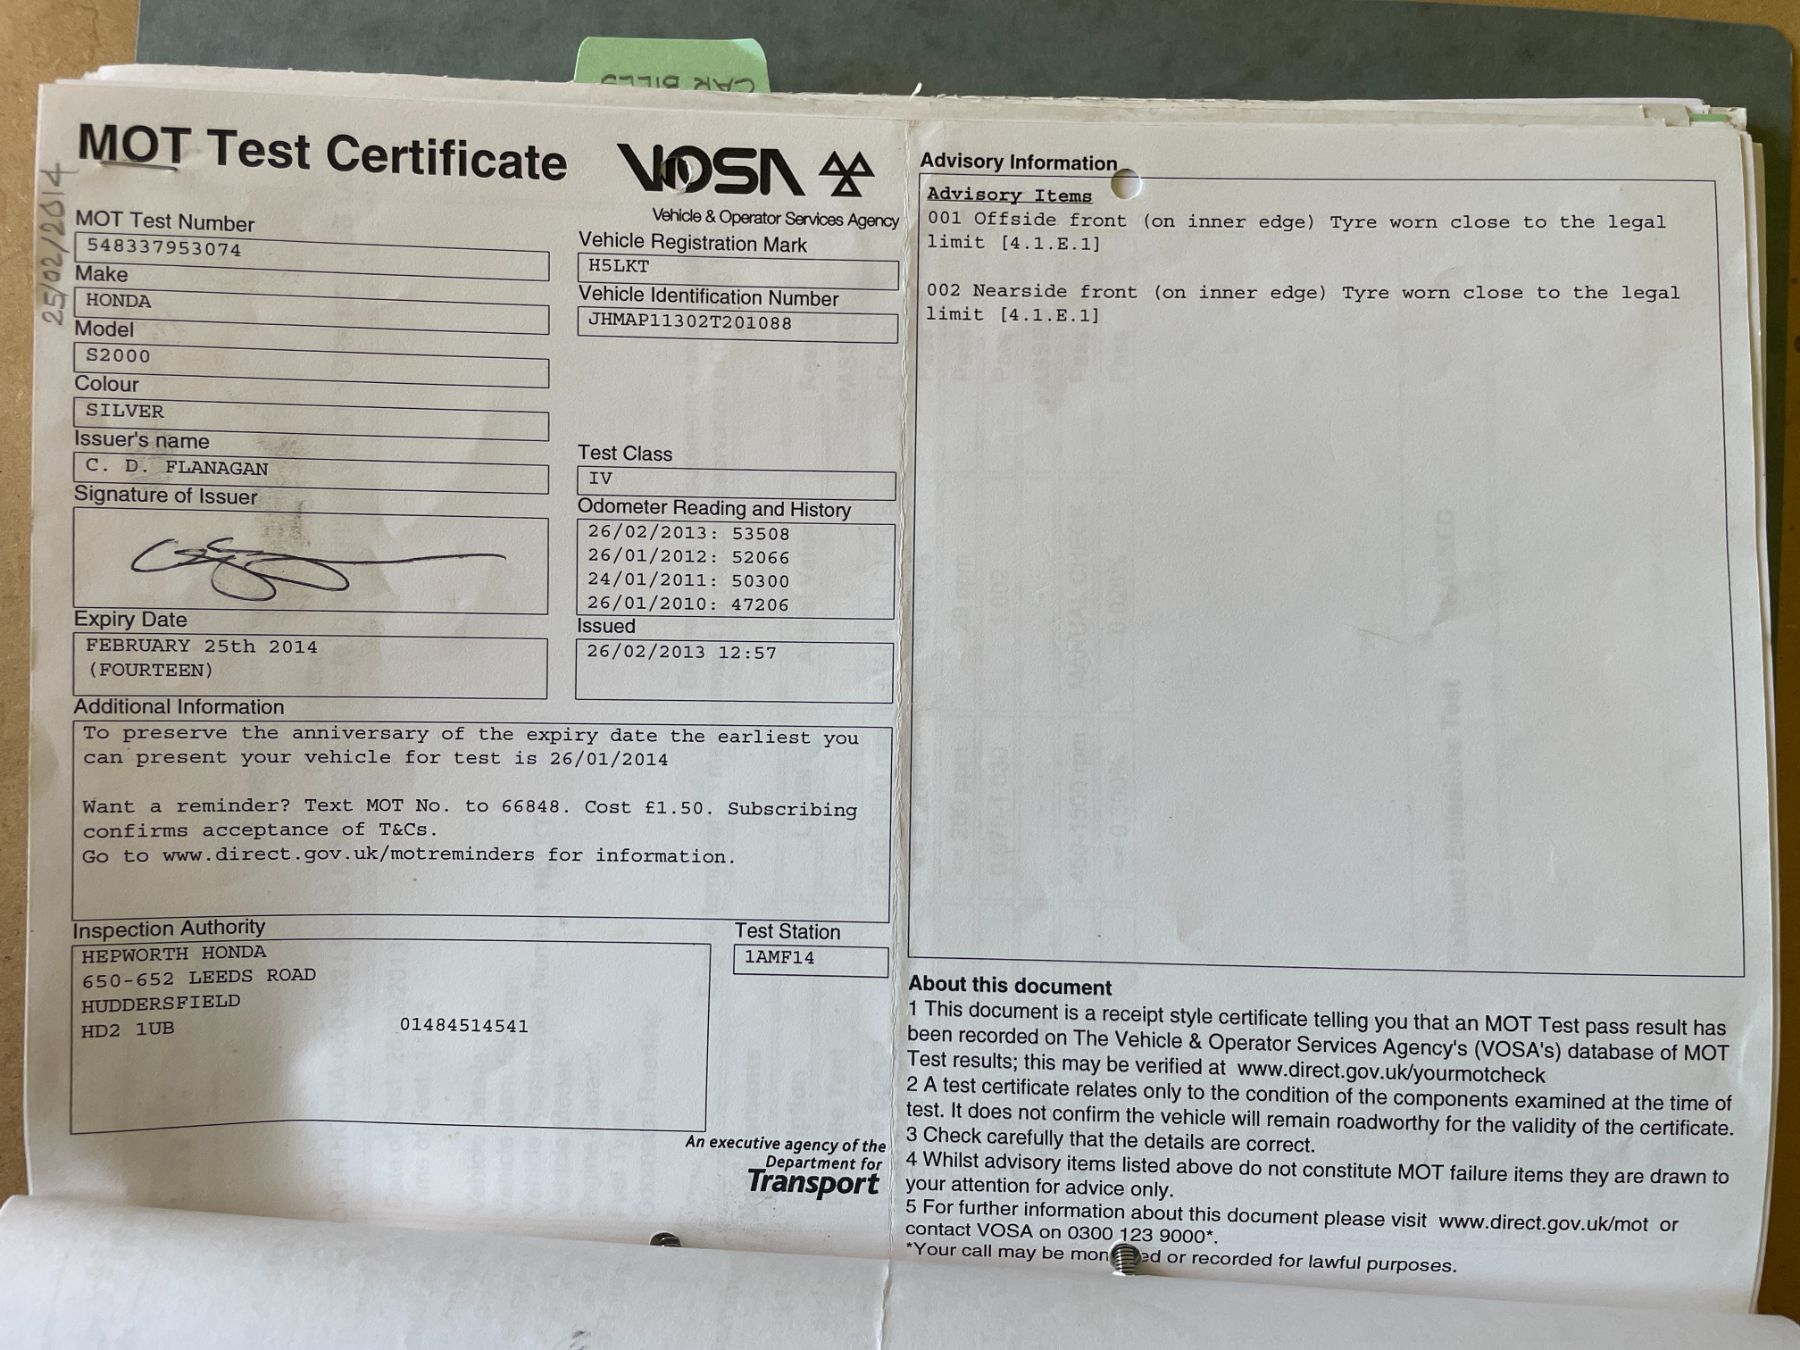 CAR BILLS
25/02/2014
MOT Test Certificate
VOSA
Vehicle & Operator Services Agency
MOT Test Number
548337953074
Make
HONDA
Model
S2000
Colour
SILVER
Issuer's name
C. D. FLANAGAN
Signature of Issuer
Expiry Date
FEBRUARY 25th 2014
(FOURTEEN)
Vehicle Registration Mark
H5LKT
Vehicle Identification Number
JHMAP11302T201088
Test Class
IV
Odometer Reading and History
26/02/2013: 53508
26/01/2012: 52066
24/01/2011: 50300
26/01/2010: 47206
Issued
26/02/2013 12:57
Additional Information
To preserve the anniversary of the expiry date the earliest you
can present your vehicle for test is 26/01/2014
Want a reminder? Text MOT No. to 66848. Cost £1.50. Subscribing
confirms acceptance of T&Cs.
Go to www.direct.gov.uk/motreminders for information.
Inspection Authority
HEPWORTH HONDA
650-652 LEEDS ROAD
HUDDERSFIELD
HD2 1UB 01484514541
Test Station
1AMF14
An executive agency of the
Department for
Transport
Advisory Information
Advisory Items
001 Offside front (on inner edge) Tyre worn close to the legal
limit [4.1.E.1]
002 Nearside front (on inner edge) Tyre worn close to the legal
limit [4.1.E.1]
About this document
1 This document is a receipt style certificate telling you that an MOT Test pass result has
been recorded on The Vehicle & Operator Services Agency's (VOSA's) database of MOT
Test results; this may be verified at www.direct.gov.uk/yourmotcheck
2 A test certificate relates only to the condition of the components examined at the time of
test. It does not confirm the vehicle will remain roadworthy for the validity of the certificate.
3 Check carefully that the details are correct.
4 Whilst advisory items listed above do not constitute MOT failure items they are drawn to
your attention for advice only.
5 For further information about this document please visit www.direct.gov.uk/mot or
contact VOSA on 0300 123 9000*.
*Your call may be or recorded for lawful purposes.